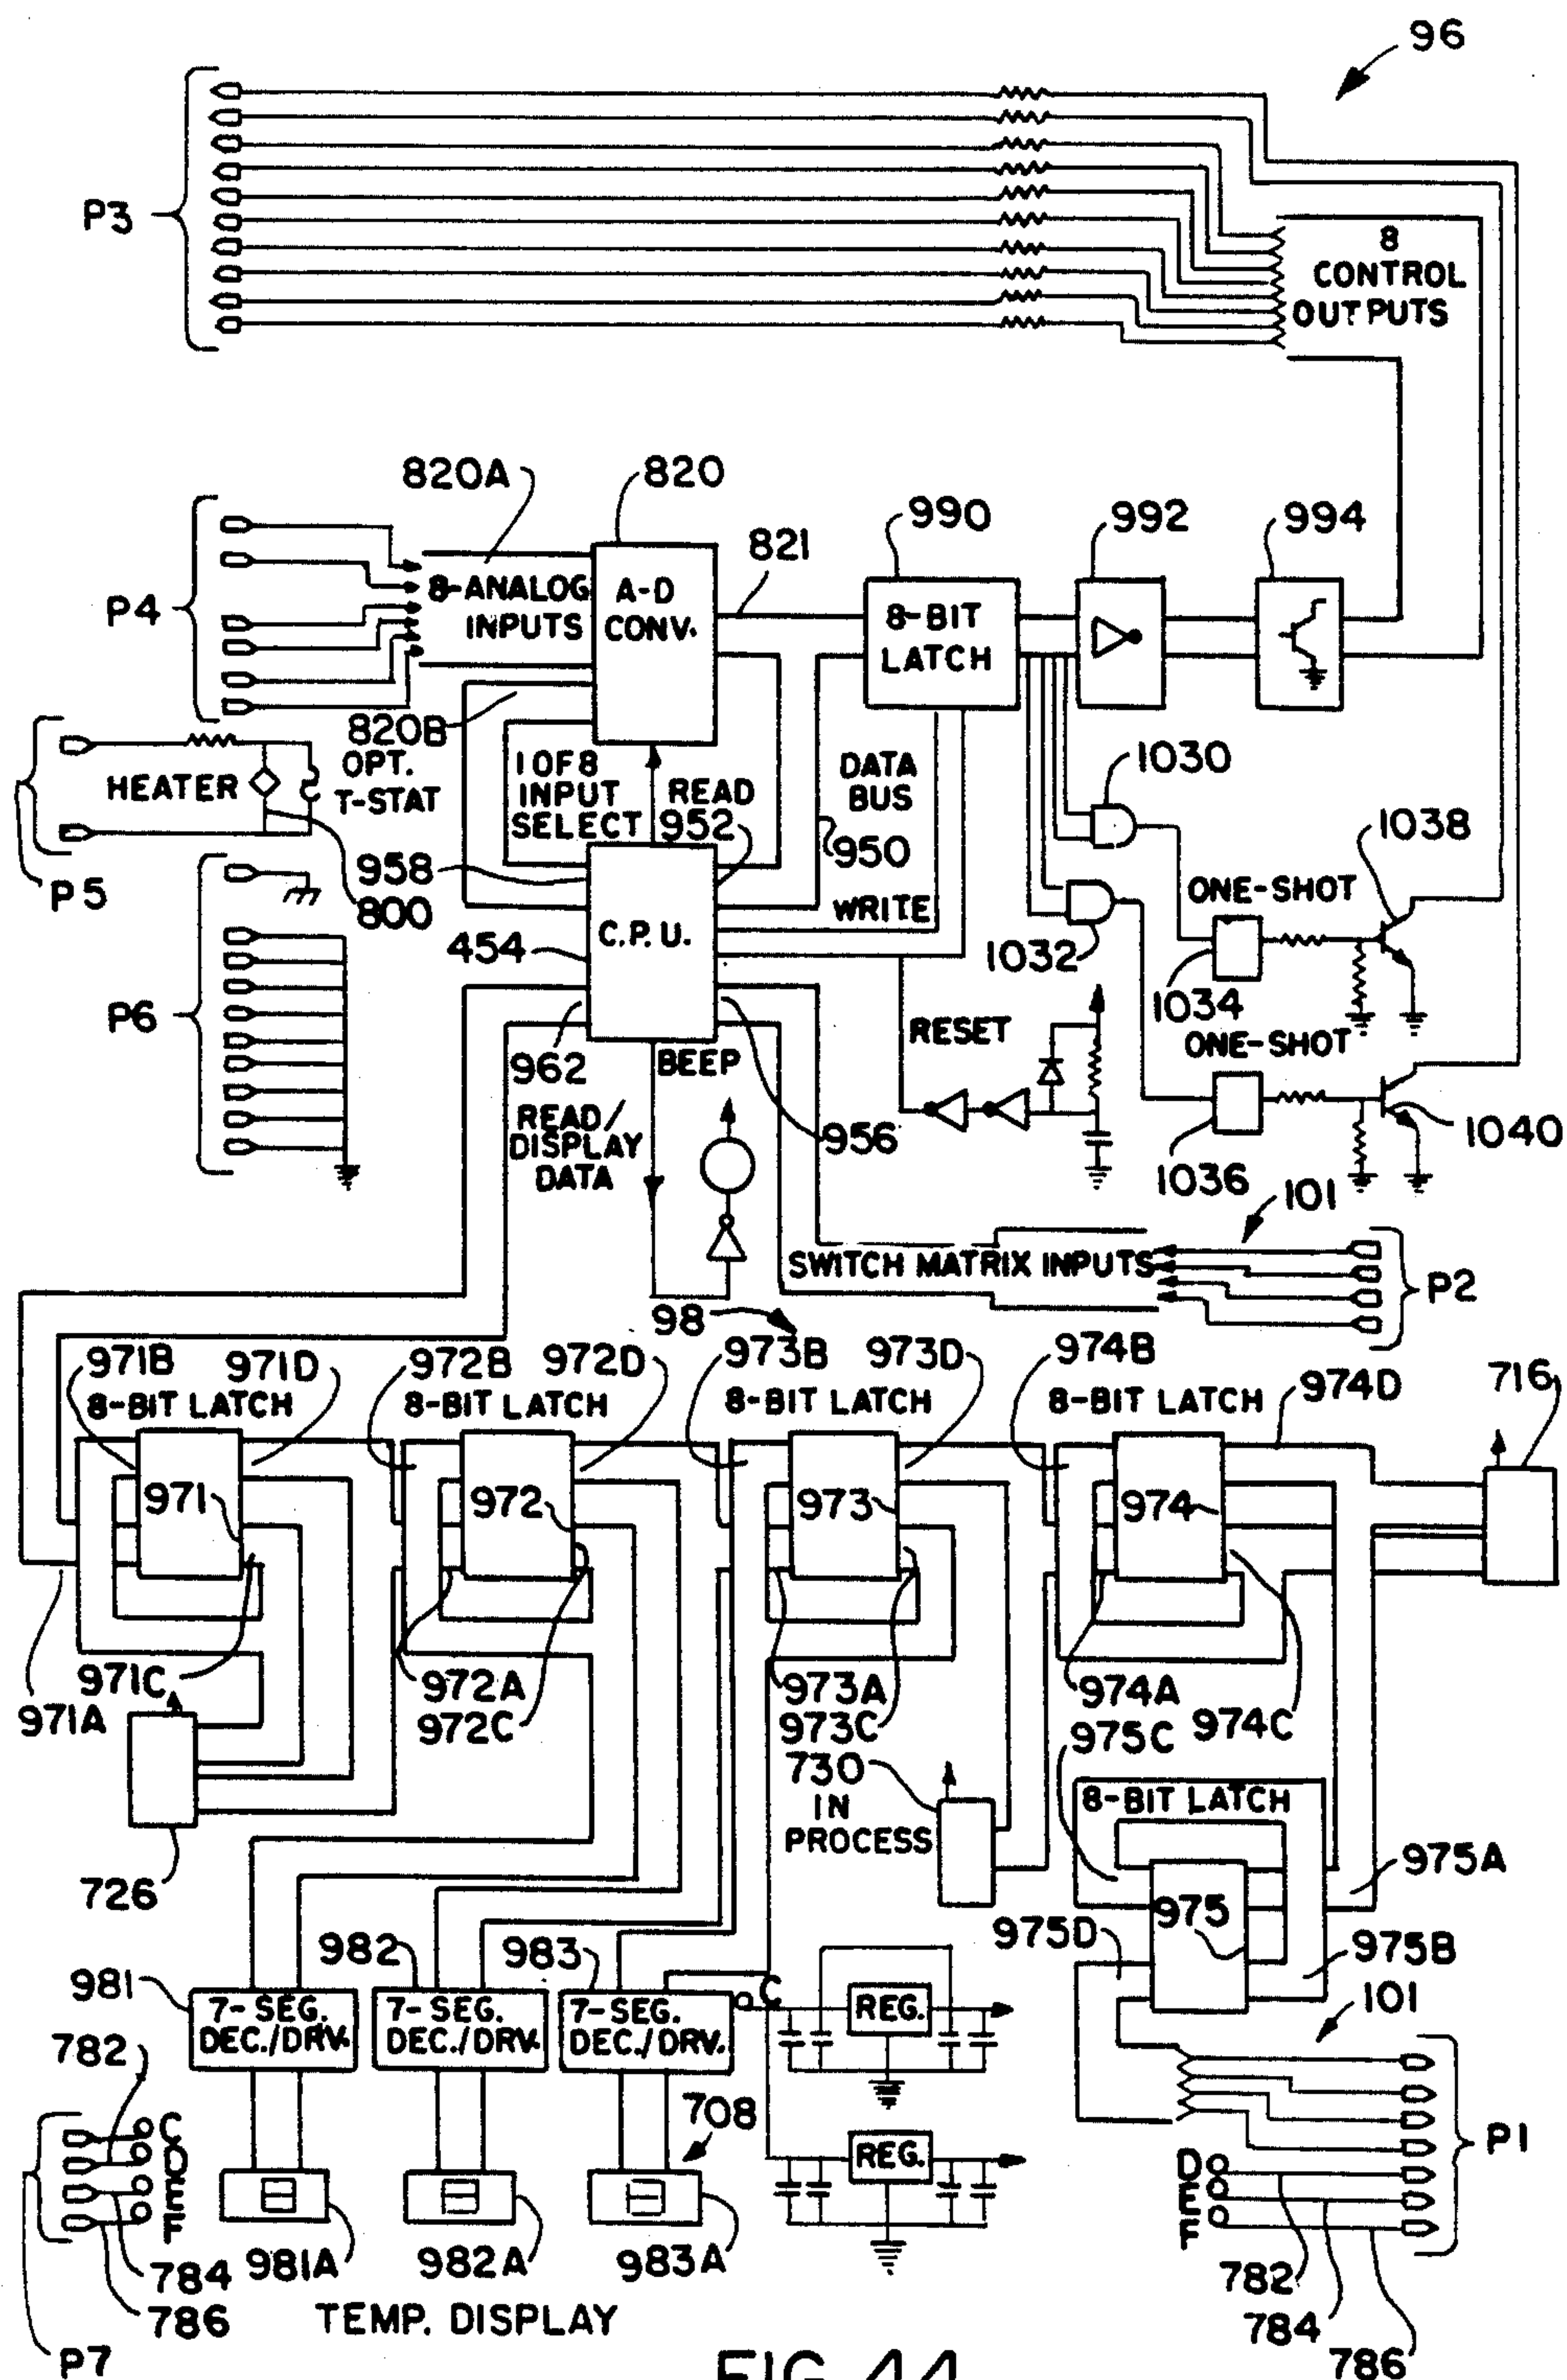 96
P3
8
CONTROL
OUTPUTS
820A
820
821
990
992
994
P4
8-ANALOG
INPUTS
A-D
CONV.
8-BIT
LATCH
820B
OPT.
T-STAT
HEATER
1 OF 8
INPUT
SELECT
READ
952
DATA
BUS
950
1030
1038
P5
958
800
WRITE
ONE-SHOT
C.P.U.
454
1032
1034
P6
962
BEEP
RESET
ONE-SHOT
READ/
DISPLAY
DATA
956
1036
1040
101
SWITCH MATRIX INPUTS
P2
98
971B
971D
972B
972D
973B
973D
974B
974D
716
8-BIT LATCH
8-BIT LATCH
8-BIT LATCH
8-BIT LATCH
971
972
973
974
971C
971A
972A
972C
973A
973C
974A
974C
975C
730
IN
PROCESS
8-BIT LATCH
726
975A
975
975D
975B
982
983
981
C
7-SEG.
DEC./DRV.
7-SEG.
DEC./DRV.
7-SEG.
DEC./DRV.
REG.
101
782
C
D
E
F
708
REG.
P1
D
E
F
981A
982A
983A
784
786
782
784
786
TEMP. DISPLAY
P7
FIG. 44